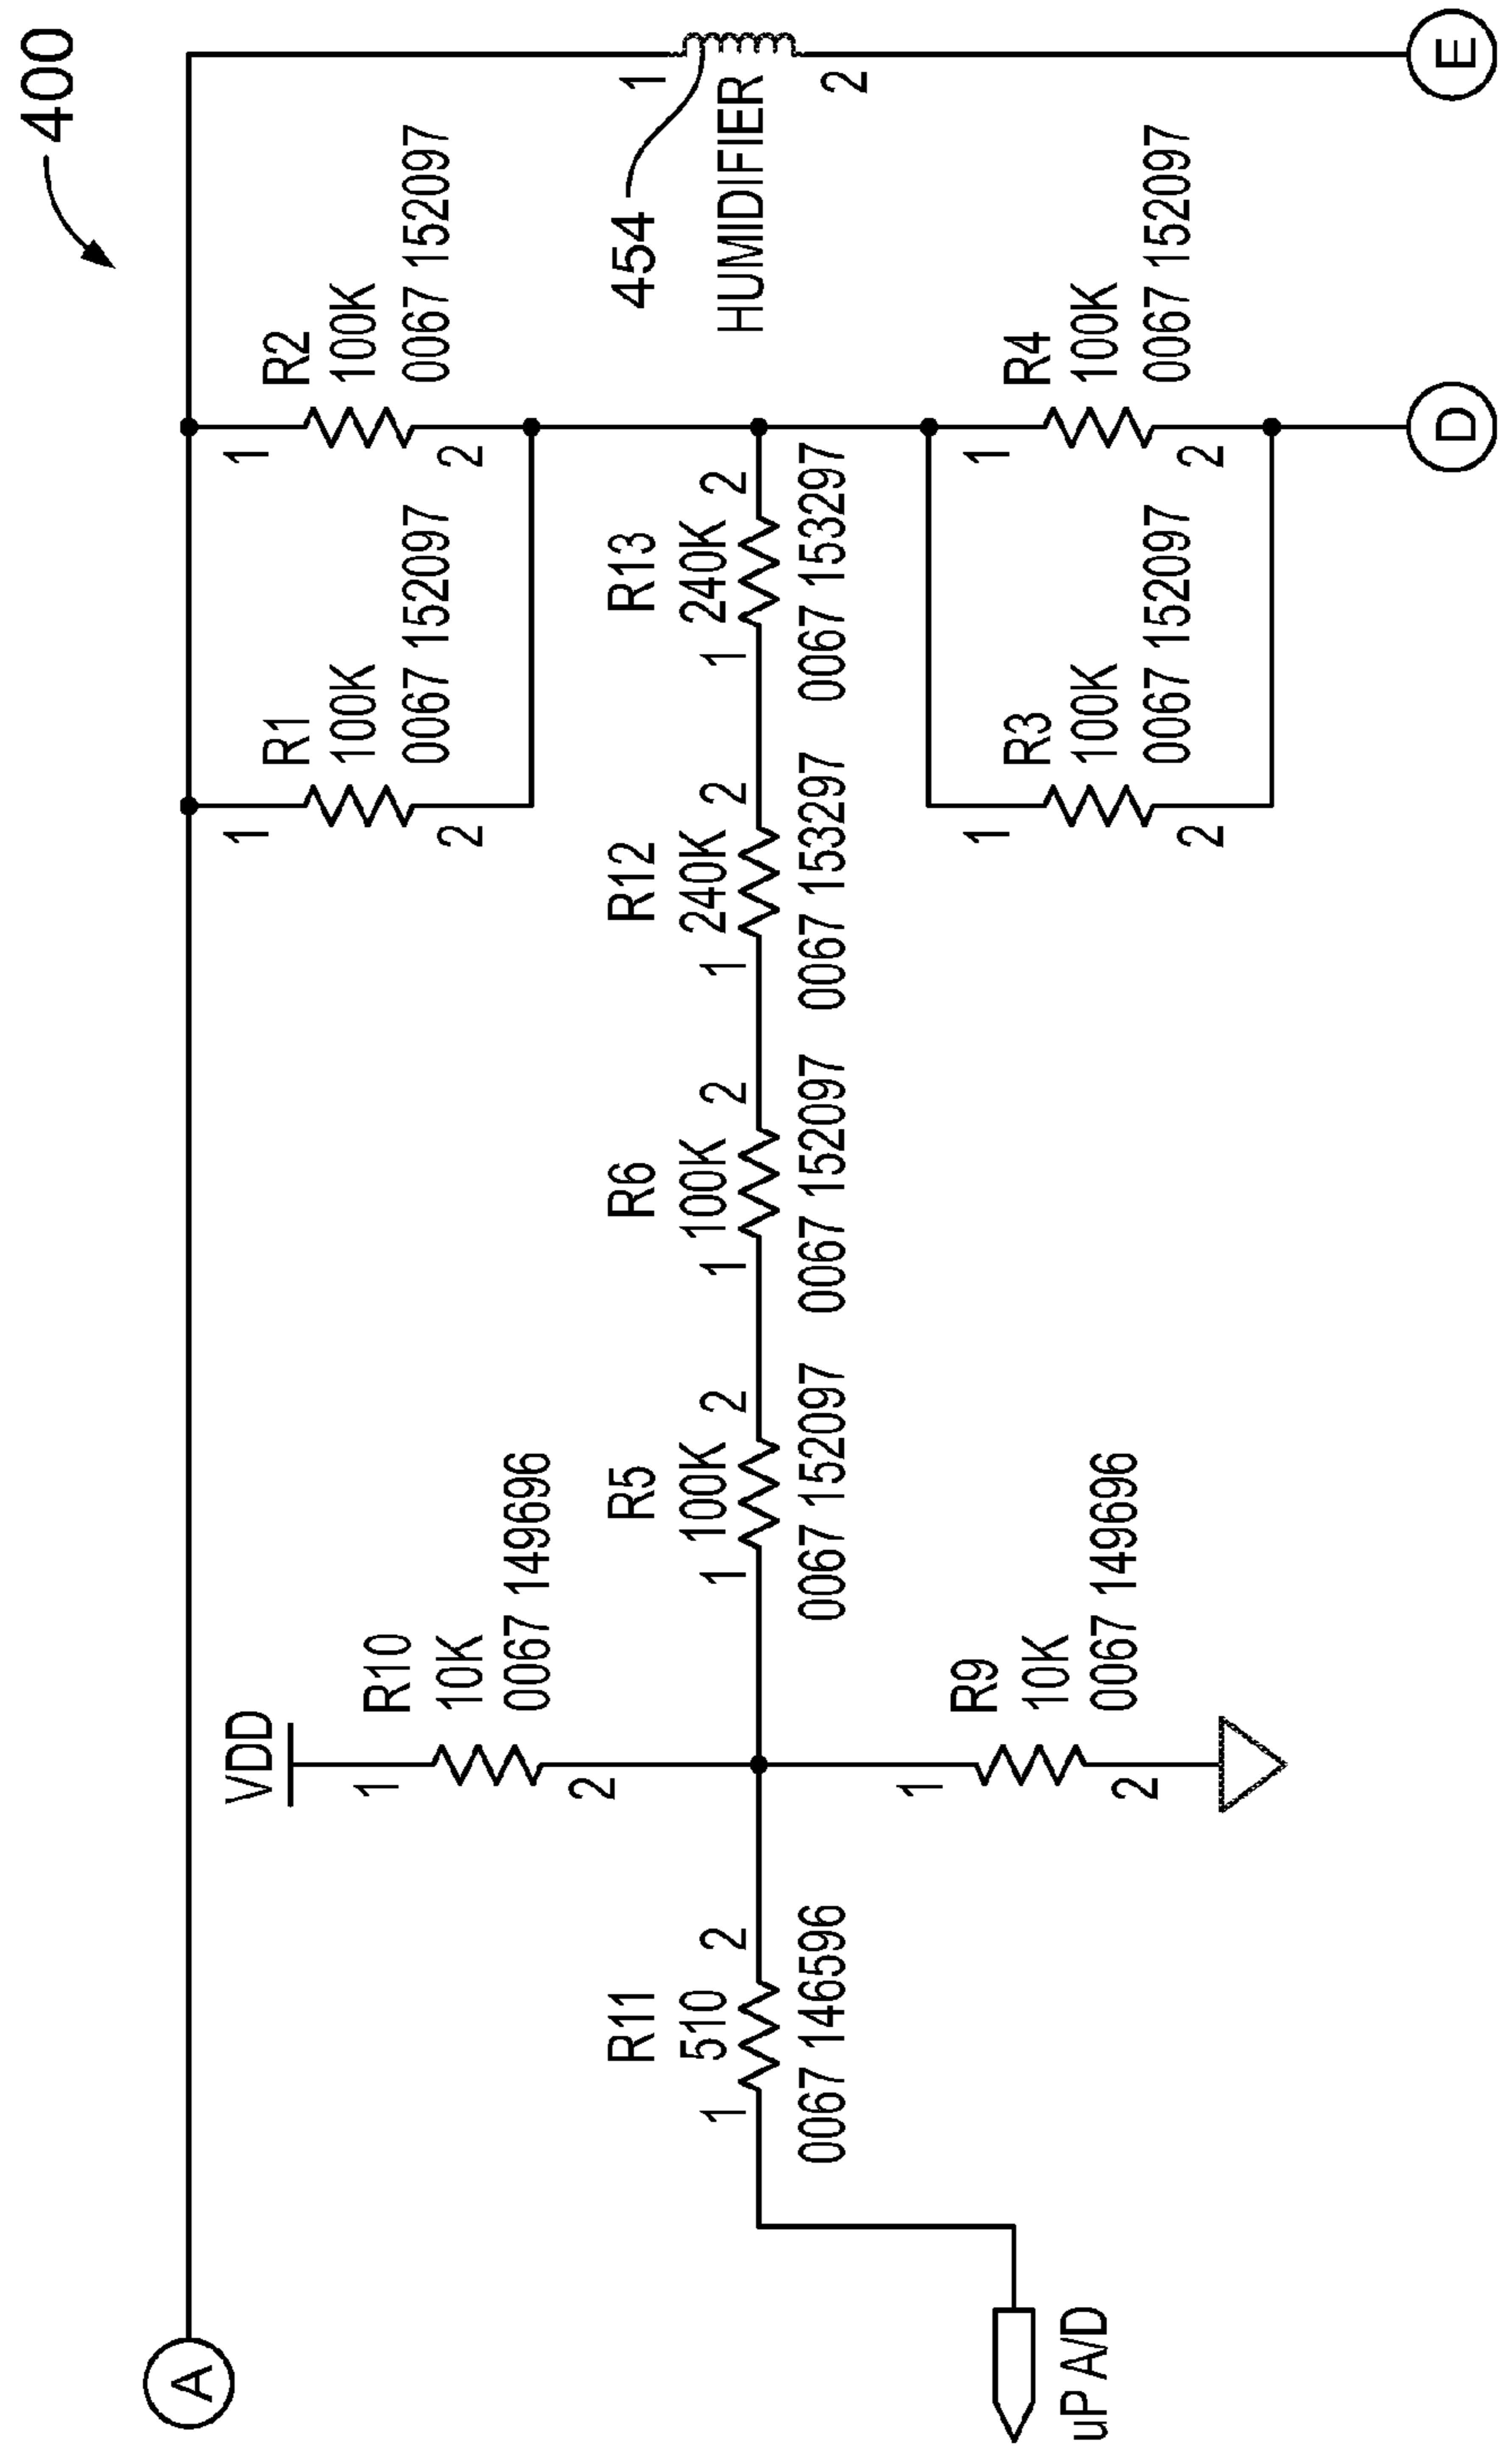 400
A
VDD
R10
10K
0067 149696
1
2
R1
100K
0067 152097
1
2
R2
100K
0067 152097
1
2
R11
510
1
2
0067 146596
R5
100K
1
2
0067 152097
R6
100K
1
2
0067 152097
R12
240K
1
2
0067 153297
R13
240K
1
2
0067 153297
454
HUMIDIFIER
1
2
R9
10K
0067 149696
1
2
R3
100K
0067 152097
1
2
R4
100K
0067 152097
1
2
uP A/D
D
E